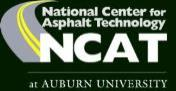 National Center for
Asphalt Technology
NCAT
at AUBURN UNIVERSITY